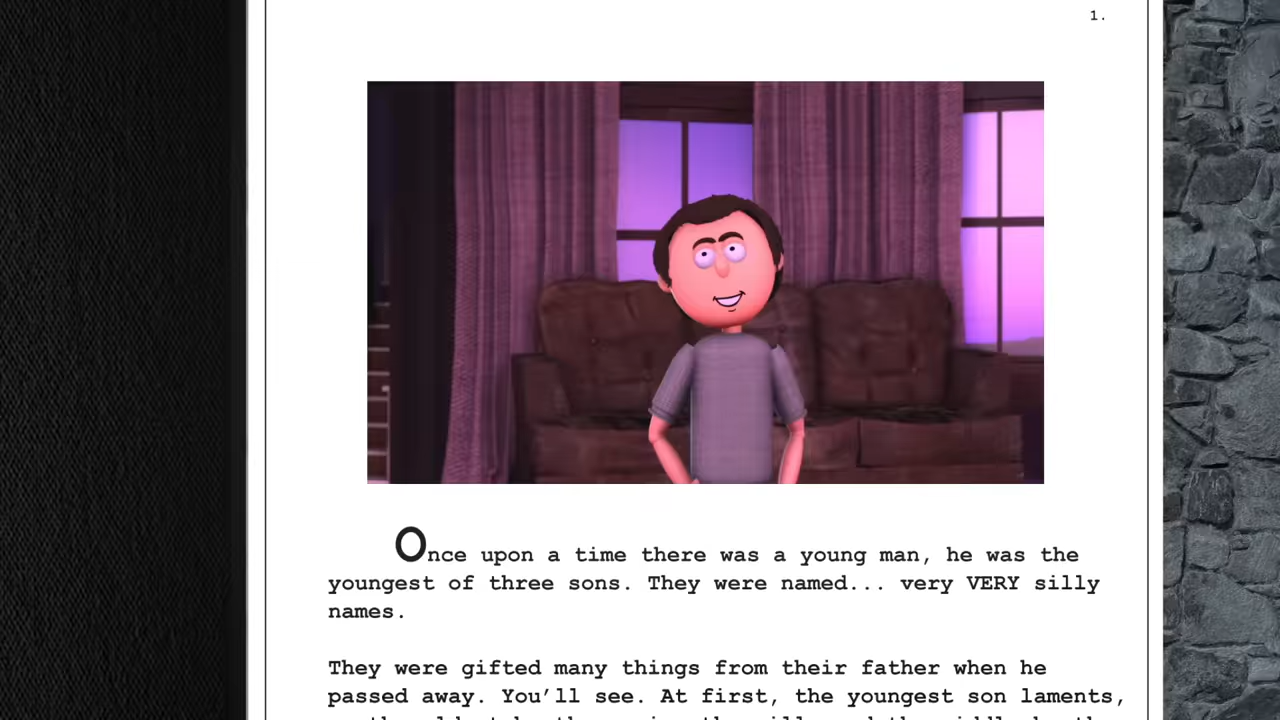 1.
Once upon a time there was a young man, he was the
youngest of three sons. They were named... very VERY silly
names.
They were gifted many things from their father when he
passed away. You’ll see. At first, the youngest son laments,